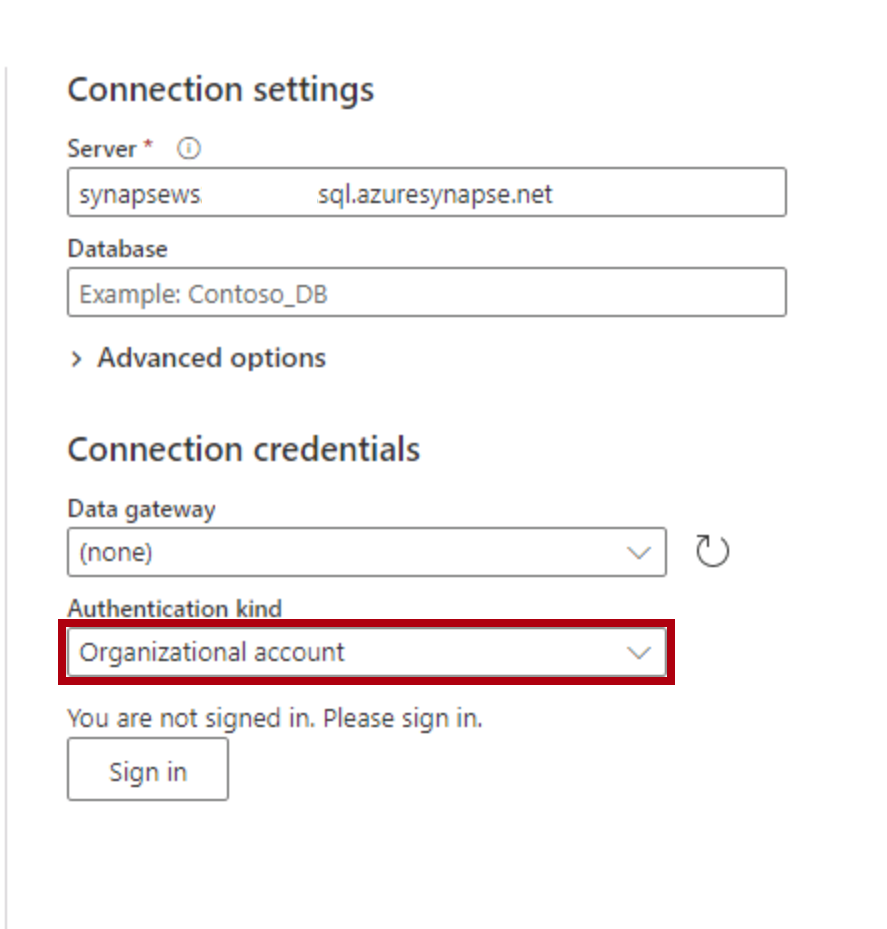 Connection settings
Server *
synapsews sql.azuresynapse.net
Database
Example: Contoso_DB
Advanced options
Connection credentials
Data gateway
(none)
Authentication kind
Organizational account
You are not signed in. Please sign in.
Sign in